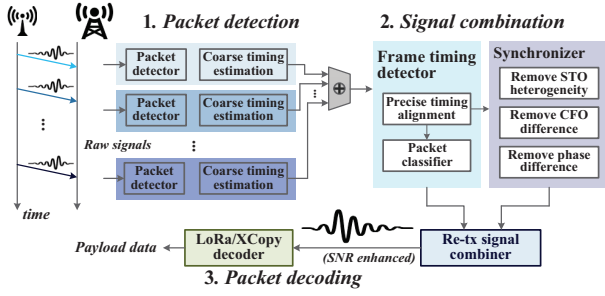 1. Packet detection
2. Signal combination
Packet
detector
Coarse timing
estimation
Packet
detector
Coarse timing
estimation
Raw signals
Packet
detector
Coarse timing
estimation
time
Frame timing
detector
Precise timing
alignment
Packet
classifier
Synchronizer
Remove STO
heterogeneity
Remove CFO
difference
Remove phase
difference
Payload data
LoRa/XCopy
decoder
(SNR enhanced)
Re-tx signal
combiner
3. Packet decoding